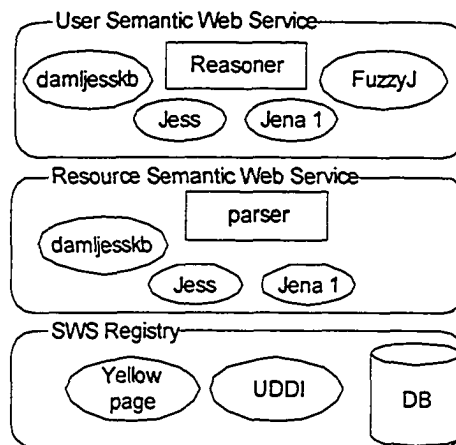 User Semantic Web Service
damljesskb
Reasoner
FuzzyJ
Jess
Jena 1
Resource Semantic Web Service
parser
damljesskb
Jess
Jena 1
SWS Registry
Yellow
page
UDDI
DB